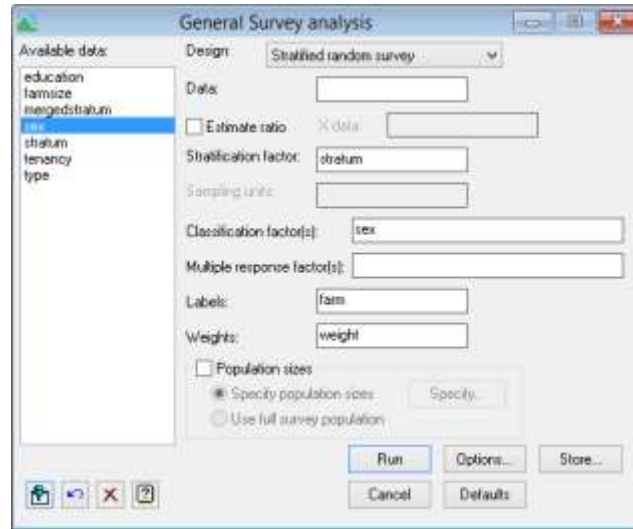 General Survey analysis
Available data:
education
farmsize
mergedstratum
sex
stratum
tenancy
type
Design:
Stratified random survey
Data:
Estimate ratio
X data:
Stratification factor:
stratum
Sampling units:
Classification factor(s):
sex
Multiple response factor(s):
Labels:
farm
Weights:
weight
Population sizes
Specify population sizes
Specify...
Use full survey population
Run
Options...
Store...
Cancel
Defaults